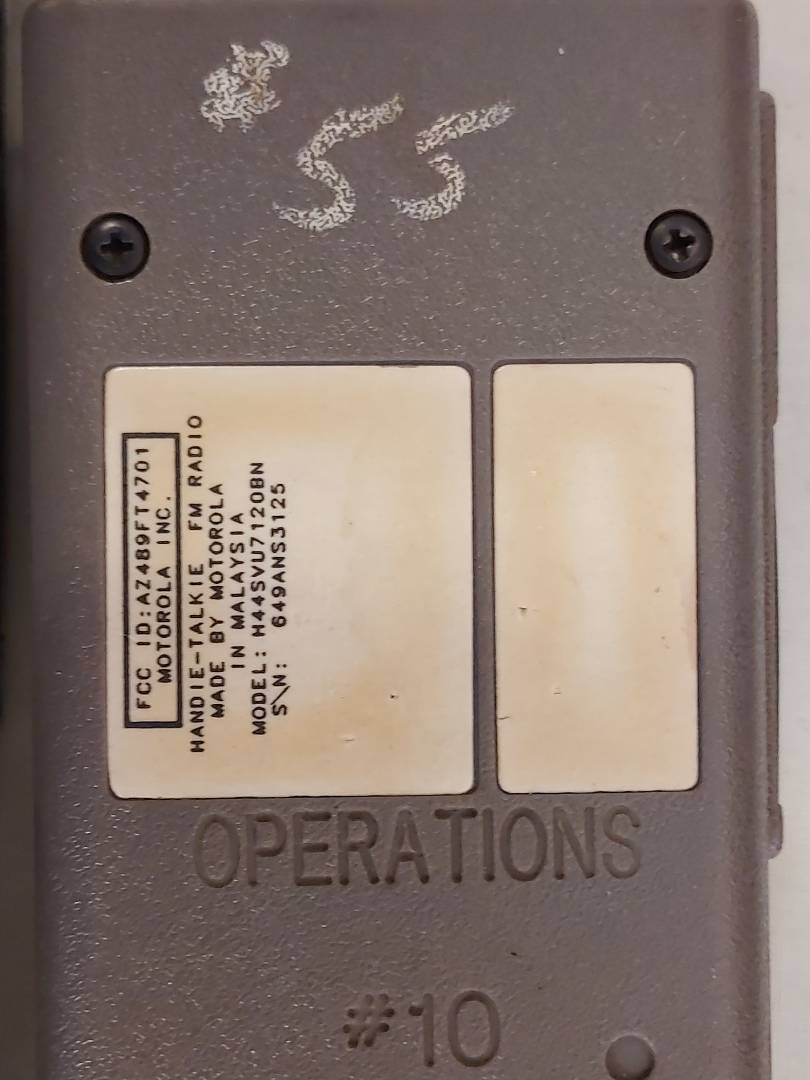 #55
FCC ID:AZ489FT4701
MOTOROLA INC.
HANDIE-TALKIE FM RADIO
MADE BY MOTOROLA
IN MALAYSIA
MODEL: H44SVU7120BN
S\N: 649ANS3125
OPERATIONS
#10